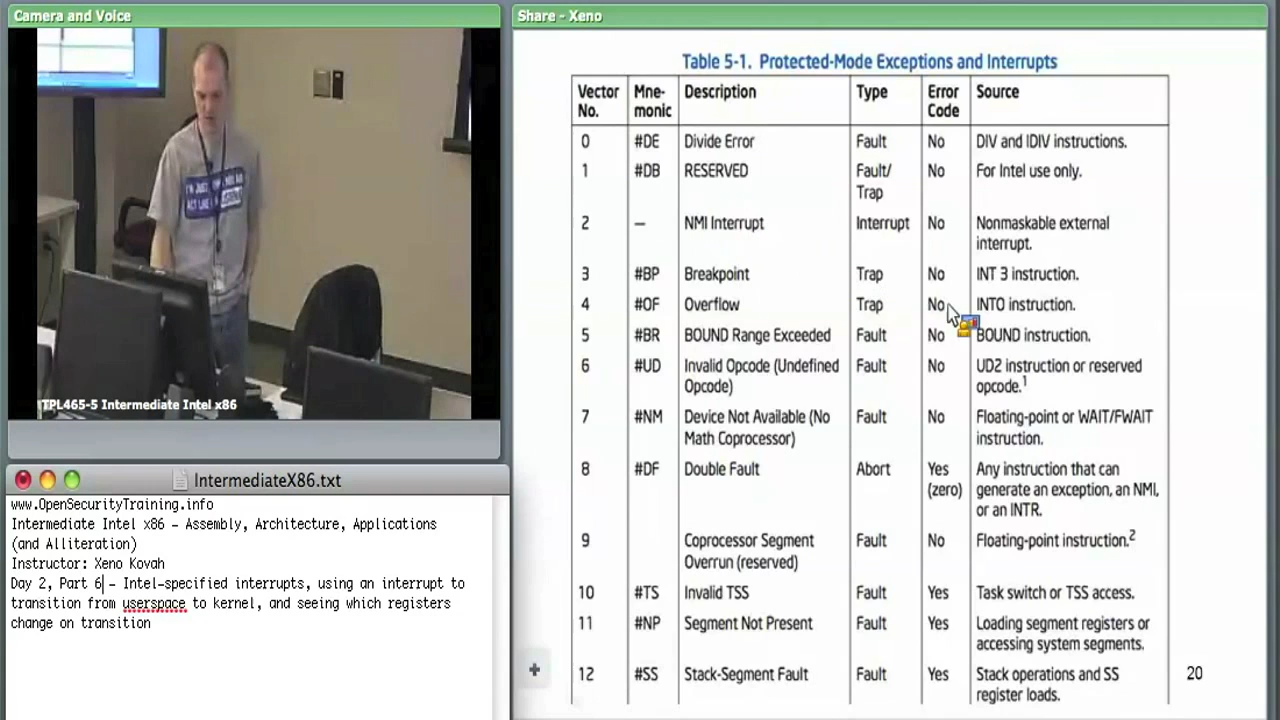 Camera and Voice
TPL465-5 Intermediate Intel x86
IntermediateX86.txt
www.OpenSecurityTraining.info
Intermediate Intel x86 – Assembly, Architecture, Applications
(and Alliteration)
Instructor: Xeno Kovah
Day 2, Part 6 – Intel-specified interrupts, using an interrupt to
transition from userspace to kernel, and seeing which registers
change on transition
Share - Xeno
Table 5-1. Protected-Mode Exceptions and Interrupts
Vector No. Mne-monic Description Type Error Code Source
0 #DE Divide Error Fault No DIV and IDIV instructions.
1 #DB RESERVED Fault/ Trap No For Intel use only.
2 — NMI Interrupt Interrupt No Nonmaskable external interrupt.
3 #BP Breakpoint Trap No INT 3 instruction.
4 #OF Overflow Trap No INTO instruction.
5 #BR BOUND Range Exceeded Fault No BOUND instruction.
6 #UD Invalid Opcode (Undefined Opcode) Fault No UD2 instruction or reserved opcode.1
7 #NM Device Not Available (No Math Coprocessor) Fault No Floating-point or WAIT/FWAIT instruction.
8 #DF Double Fault Abort Yes (zero) Any instruction that can generate an exception, an NMI, or an INTR.
9 Coprocessor Segment Overrun (reserved) Fault No Floating-point instruction.2
10 #TS Invalid TSS Fault Yes Task switch or TSS access.
11 #NP Segment Not Present Fault Yes Loading segment registers or accessing system segments.
12 #SS Stack-Segment Fault Fault Yes Stack operations and SS register loads.
20